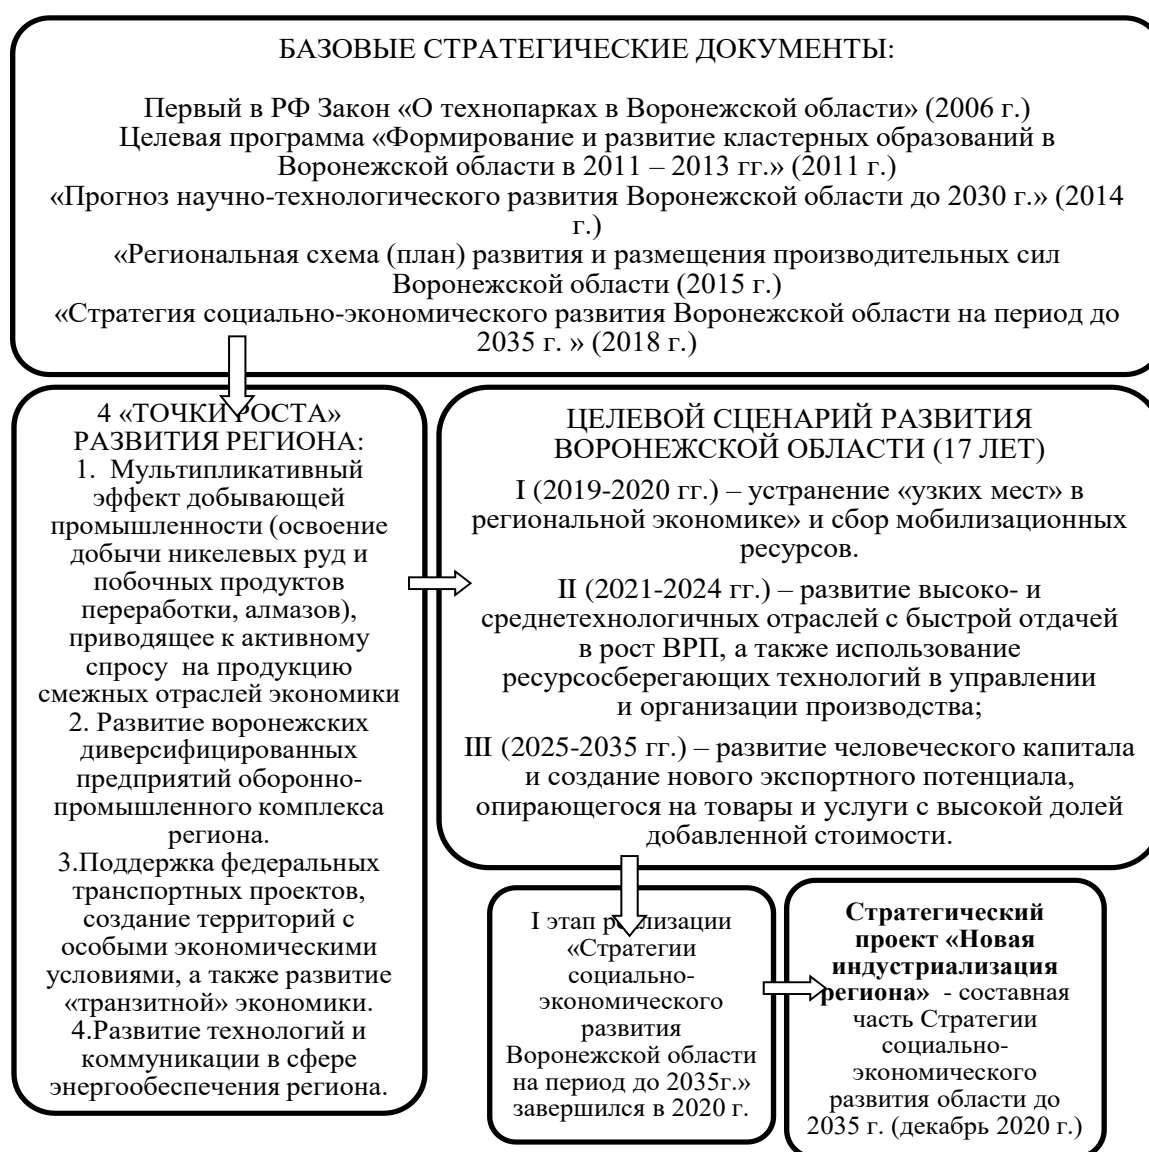 БАЗОВЫЕ СТРАТЕГИЧЕСКИЕ ДОКУМЕНТЫ:
Первый в РФ Закон «О технопарках в Воронежской области» (2006 г.)
Целевая программа «Формирование и развитие кластерных образований в
Воронежской области в 2011 – 2013 гг.» (2011 г.)
«Прогноз научно-технологического развития Воронежской области до 2030 г.» (2014
г.)
«Региональная схема (план) развития и размещения производительных сил
Воронежской области (2015 г.)
«Стратегия социально-экономического развития Воронежской области на период до
2035 г. » (2018 г.)
4 «ТОЧКИ РОСТА»
РАЗВИТИЯ РЕГИОНА:
1. Мультипликативный
эффект добывающей
промышленности (освоение
добычи никелевых руд и
побочных продуктов
переработки, алмазов),
приводящее к активному
спросу на продукцию
смежных отраслей экономики
2. Развитие воронежских
диверсифицированных
предприятий оборонно-
промышленного комплекса
региона.
3.Поддержка федеральных
транспортных проектов,
создание территорий с
особыми экономическими
условиями, а также развитие
«транзитной» экономики.
4.Развитие технологий и
коммуникации в сфере
энергообеспечения региона.
ЦЕЛЕВОЙ СЦЕНАРИЙ РАЗВИТИЯ
ВОРОНЕЖСКОЙ ОБЛАСТИ (17 ЛЕТ)
I (2019-2020 гг.) – устранение «узких мест» в
региональной экономике» и сбор мобилизационных
ресурсов.
II (2021-2024 гг.) – развитие высоко- и
среднетехнологичных отраслей с быстрой отдачей
в рост ВРП, а также использование
ресурсосберегающих технологий в управлении
и организации производства;
III (2025-2035 гг.) – развитие человеческого капитала
и создание нового экспортного потенциала,
опирающегося на товары и услуги с высокой долей
добавленной стоимости.
I этап реализации
«Стратегии
социально-
экономического
развития
Воронежской области
на период до 2035г.»
завершился в 2020 г.
Стратегический
проект «Новая
индустриализация
региона» - составная
часть Стратегии
социально-
экономического
развития области до
2035 г. (декабрь 2020 г.)